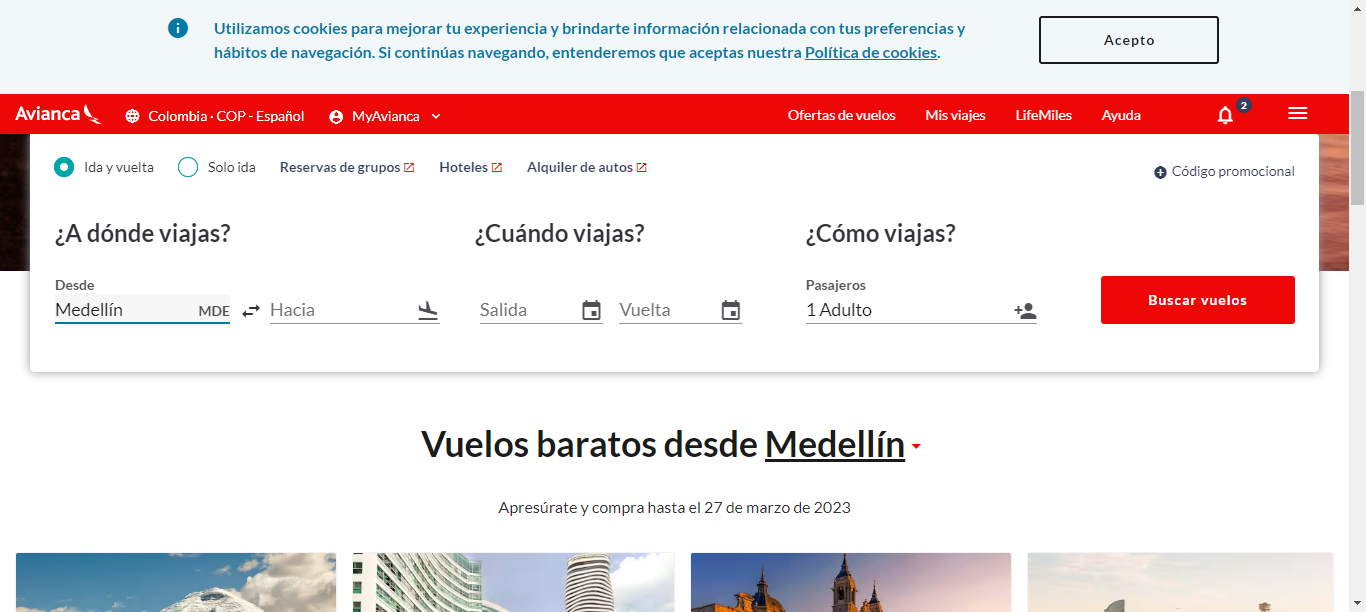 Utilizamos cookies para mejorar tu experiencia y brindarte información relacionada con tus preferencias y
hábitos de navegación. Si continúas navegando, entenderemos que aceptas nuestra Política de cookies.
Acepto
Avianca
Colombia · COP - Español
MyAvianca
Ofertas de vuelos
Mis viajes
LifeMiles
Ayuda
2
Ida y vuelta
Solo ida
Reservas de grupos
Hoteles
Alquiler de autos
Código promocional
¿A dónde viajas?
¿Cuándo viajas?
¿Cómo viajas?
Desde
Pasajeros
Medellín MDE
Hacia
Salida
Vuelta
1 Adulto
Buscar vuelos
Vuelos baratos desde Medellín
Apresúrate y compra hasta el 27 de marzo de 2023